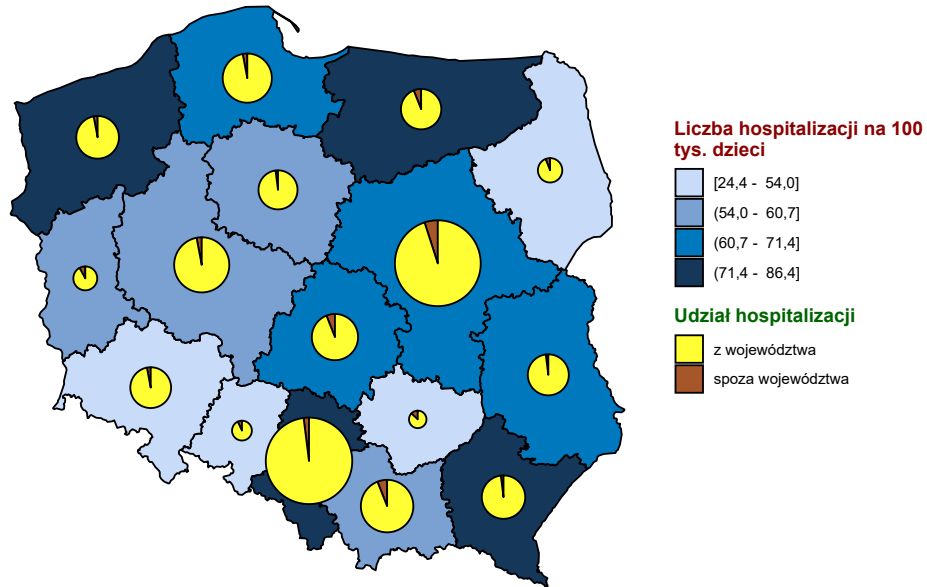 Liczba hospitalizacji na 100
tys. dzieci
[24,4 - 54,0]
(54,0 - 60,7]
(60,7 - 71,4]
(71,4 - 86,4]
Udział hospitalizacji
z województwa
spoza województwa